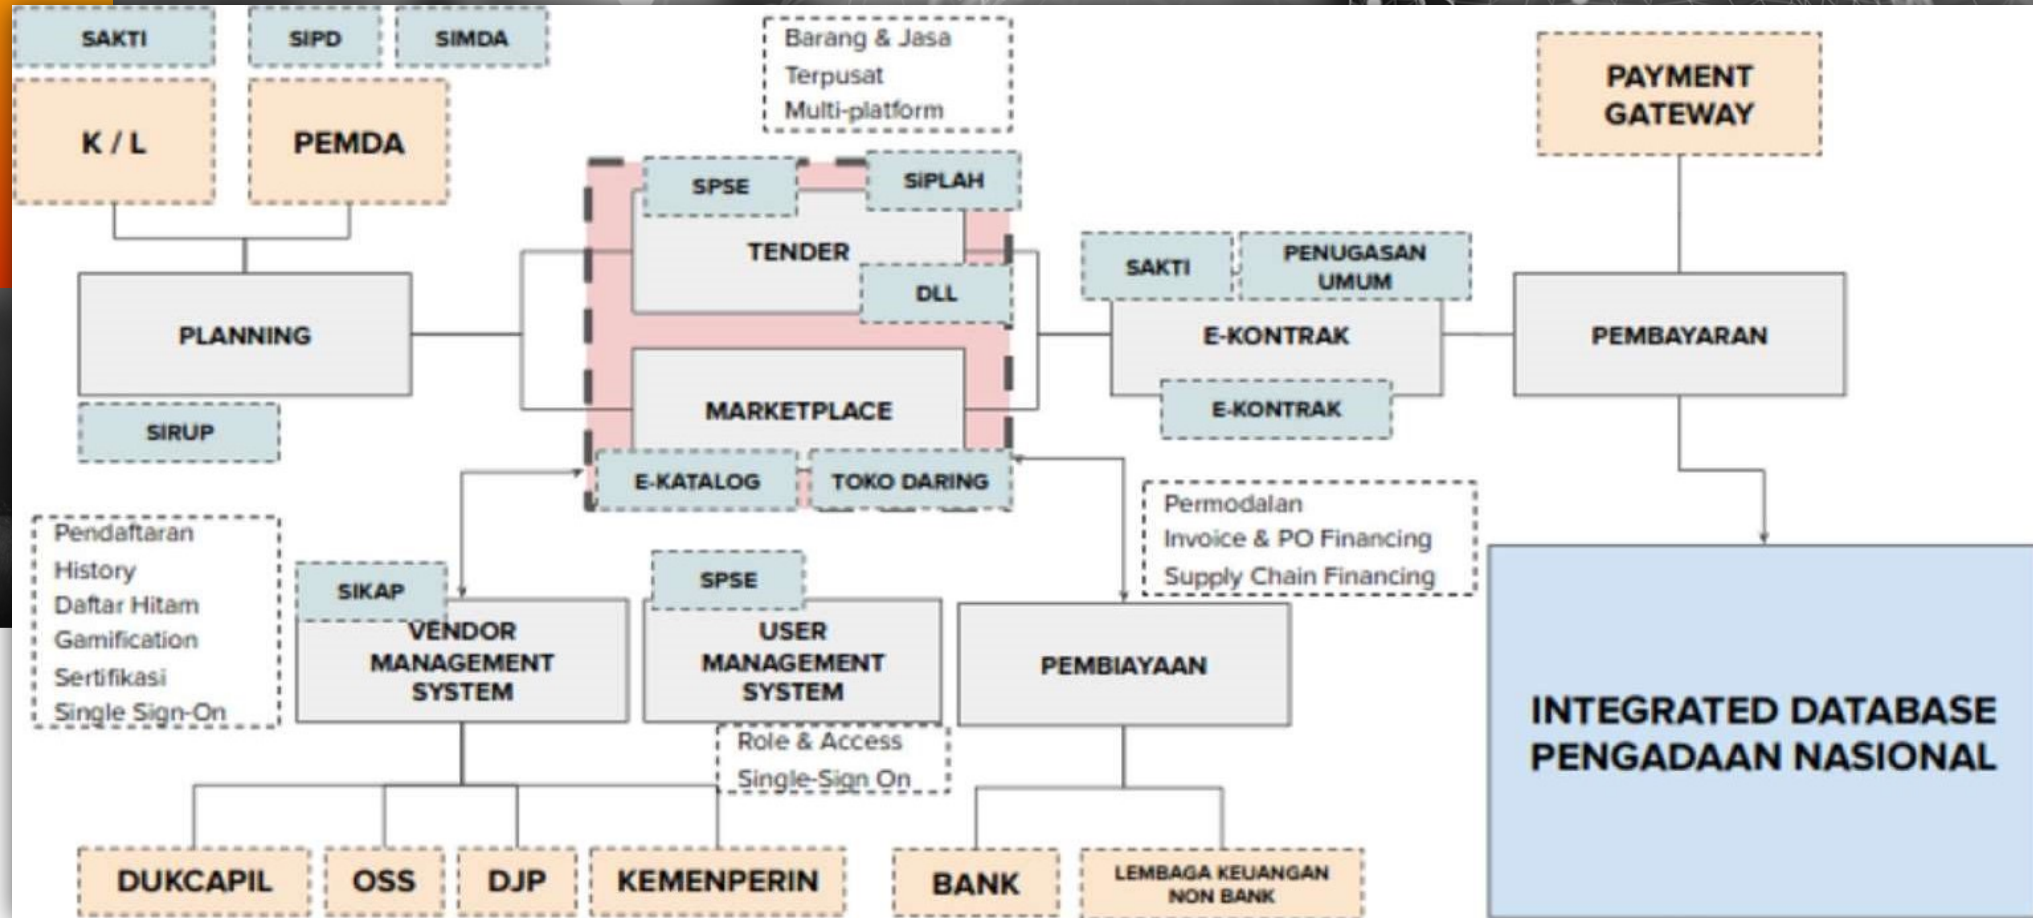 SAKTI
SIPD
SIMDA
K / L
PEMDA
Barang & Jasa
Terpusat
Multi-platform
PAYMENT
GATEWAY
SPSE
SiPLAH
TENDER
DLL
SAKTI
PENUGASAN
UMUM
PLANNING
SIRUP
MARKETPLACE
E-KATALOG
TOKO DARING
E-KONTRAK
E-KONTRAK
PEMBAYARAN
Pendaftaran
History
Daftar Hitam
Gamification
Sertifikasi
Single Sign-On
SIKAP
VENDOR
MANAGEMENT
SYSTEM
SPSE
USER
MANAGEMENT
SYSTEM
Role & Access
Single-Sign On
PEMBIAYAAN
Permodalan
Invoice & PO Financing
Supply Chain Financing
INTEGRATED DATABASE
PENGADAAN NASIONAL
DUKCAPIL
OSS
DJP
KEMENPERIN
BANK
LEMBAGA KEUANGAN
NON BANK